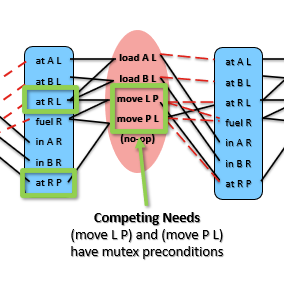 at A L
at B L
at R L
fuel R
in A R
in B R
at R P
load A L
load B L
move L P
move P L
(no-op)
at A L
at B L
at R L
fuel R
in A R
in B R
at R P
Competing Needs
(move L P) and (move P L)
have mutex preconditions